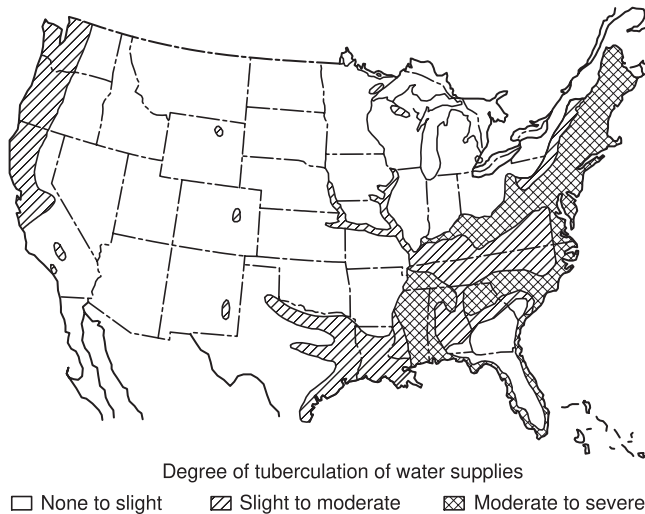 Degree of tuberculation of water supplies
None to slight Slight to moderate Moderate to severe